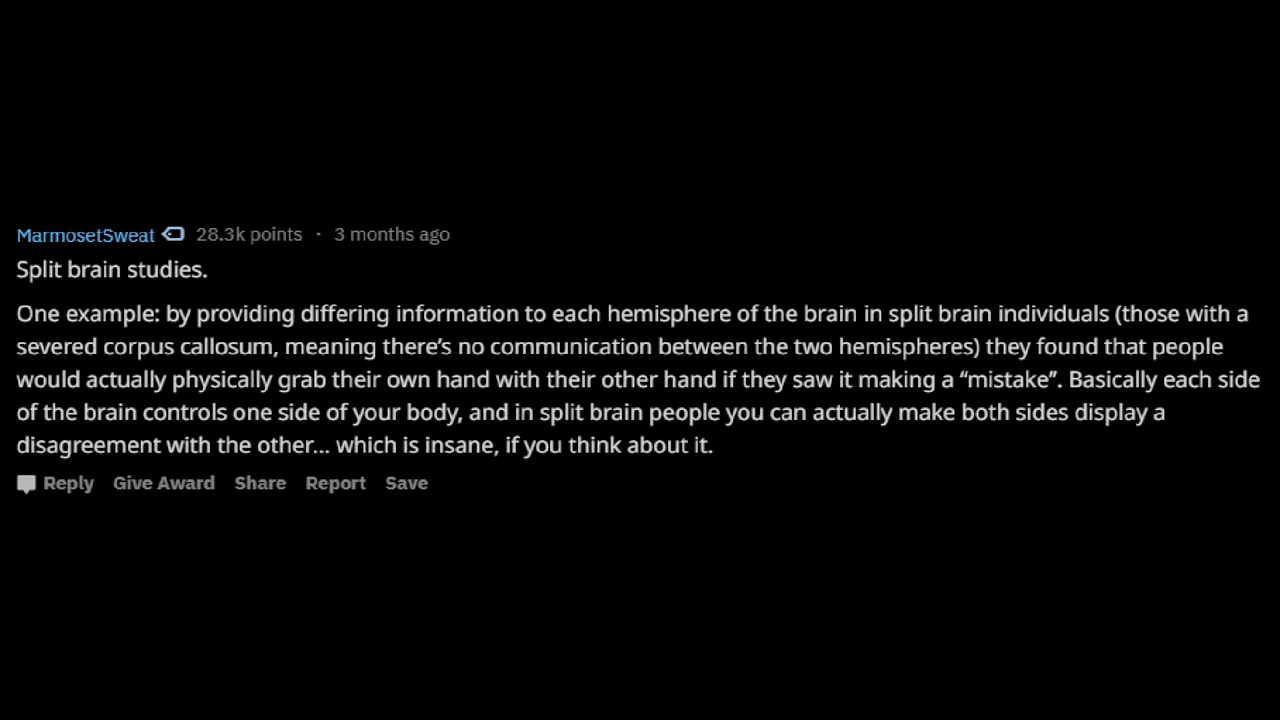 MarmosetSweat 28.3k points · 3 months ago
Split brain studies.
One example: by providing differing information to each hemisphere of the brain in split brain individuals (those with a
severed corpus callosum, meaning there’s no communication between the two hemispheres) they found that people
would actually physically grab their own hand with their other hand if they saw it making a “mistake”. Basically each side
of the brain controls one side of your body, and in split brain people you can actually make both sides display a
disagreement with the other... which is insane, if you think about it.
Reply Give Award Share Report Save